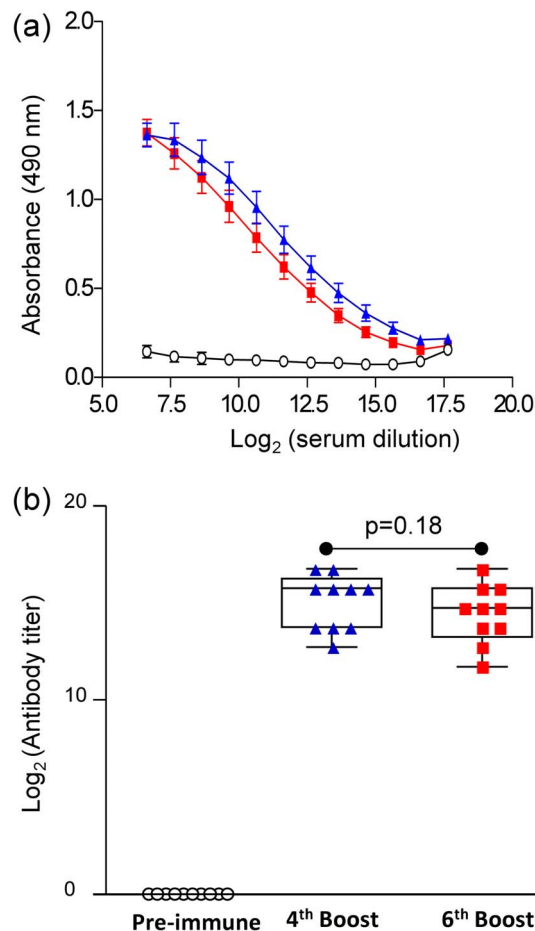 (a)
2.0
1.5
1.0
0.5
0.0
Absorbance (490 nm)
5.0 7.5 10.0 12.5 15.0 17.5 20.0
Log2 (serum dilution)
(b)
20
10
0
Log2 (Antibody titer)
p=0.18
Pre-immune 4th Boost 6th Boost